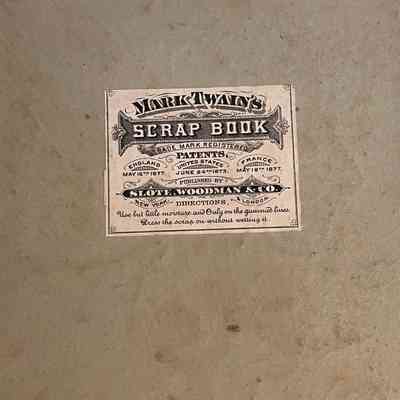 MARK TWAIN'S
SCRAP BOOK
TRADE MARK REGISTERED
PATENTS.
ENGLAND UNITED STATES FRANCE
MAY 16TH 1877. JUNE 24TH 1873. MAY 18TH 1877.
PUBLISHED BY
SLOTE, WOODMAN & CO.
NEW YORK. DIRECTIONS, LONDON.
Use but little moisture and Only on the gummed lines.
Press the scrap on without wetting it.